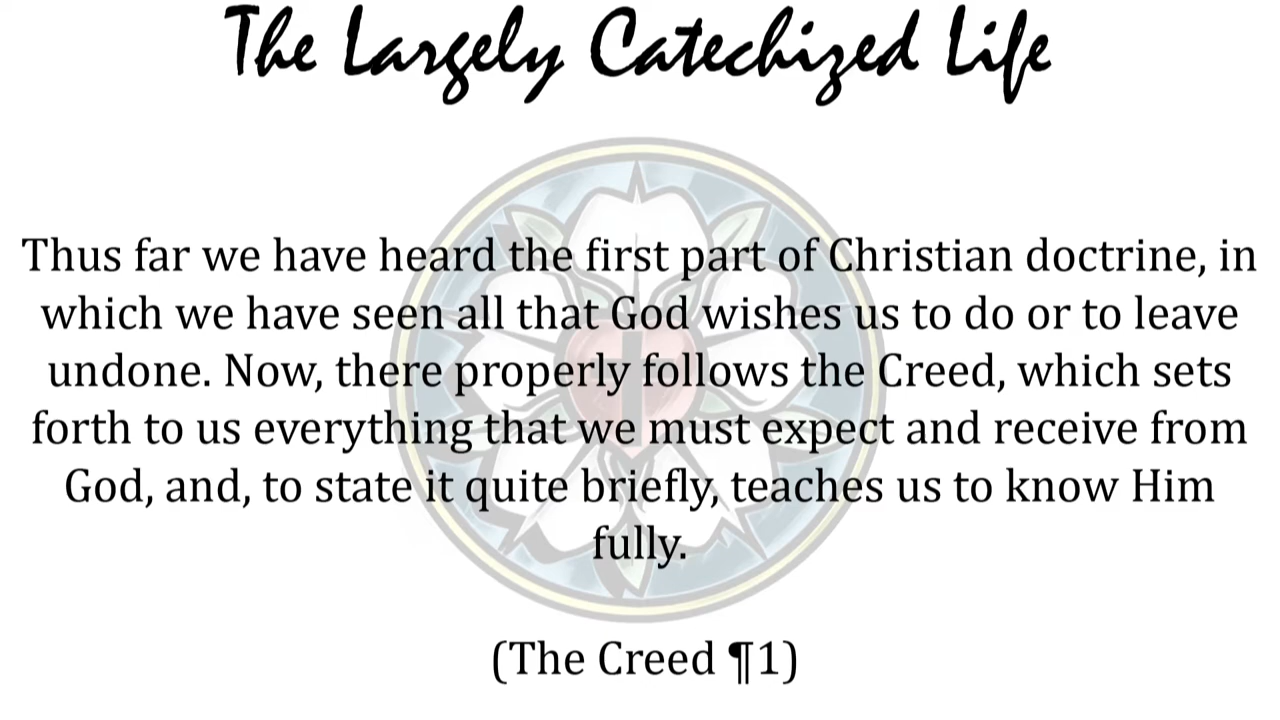 The Largely Catechized Life
Thus far we have heard the first part of Christian doctrine, in
which we have seen all that God wishes us to do or to leave
undone. Now, there properly follows the Creed, which sets
forth to us everything that we must expect and receive from
God, and, to state it quite briefly, teaches us to know Him
fully.
(The Creed ¶1)